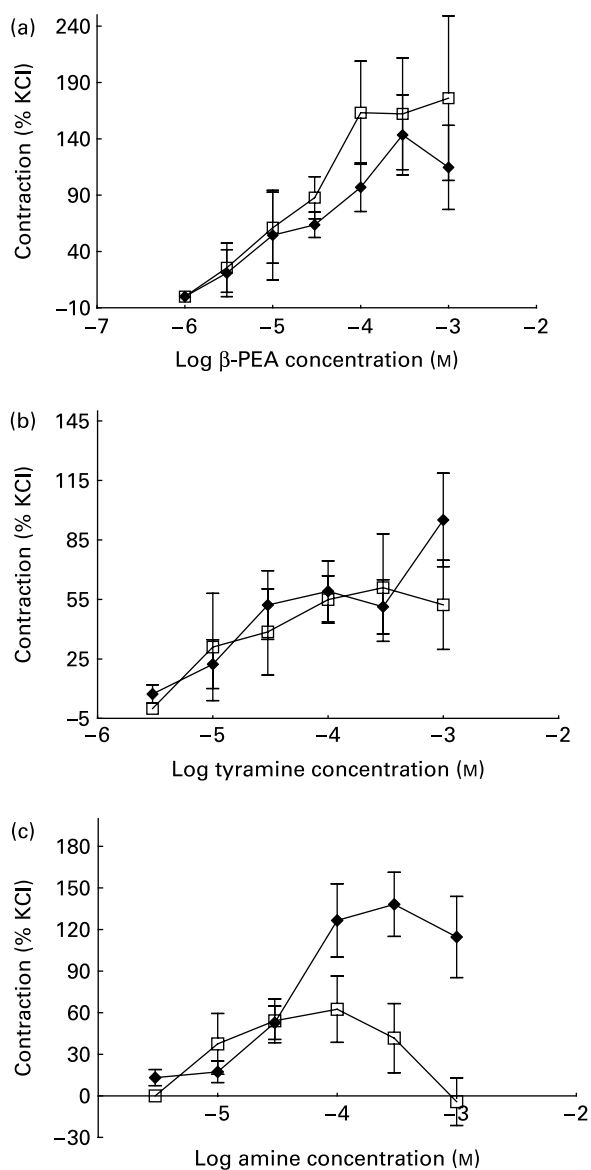 (a)
240
190
140
90
40
−10
Contraction (% KCl)
−7 −6 −5 −4 −3 −2
Log β-PEA concentration (M)
(b)
145
115
85
55
25
−5
Contraction (% KCl)
−6 −5 −4 −3 −2
Log tyramine concentration (M)
(c)
180
150
120
90
60
30
0
−30
Contraction (% KCl)
−5 −4 −3 −2
Log amine concentration (M)